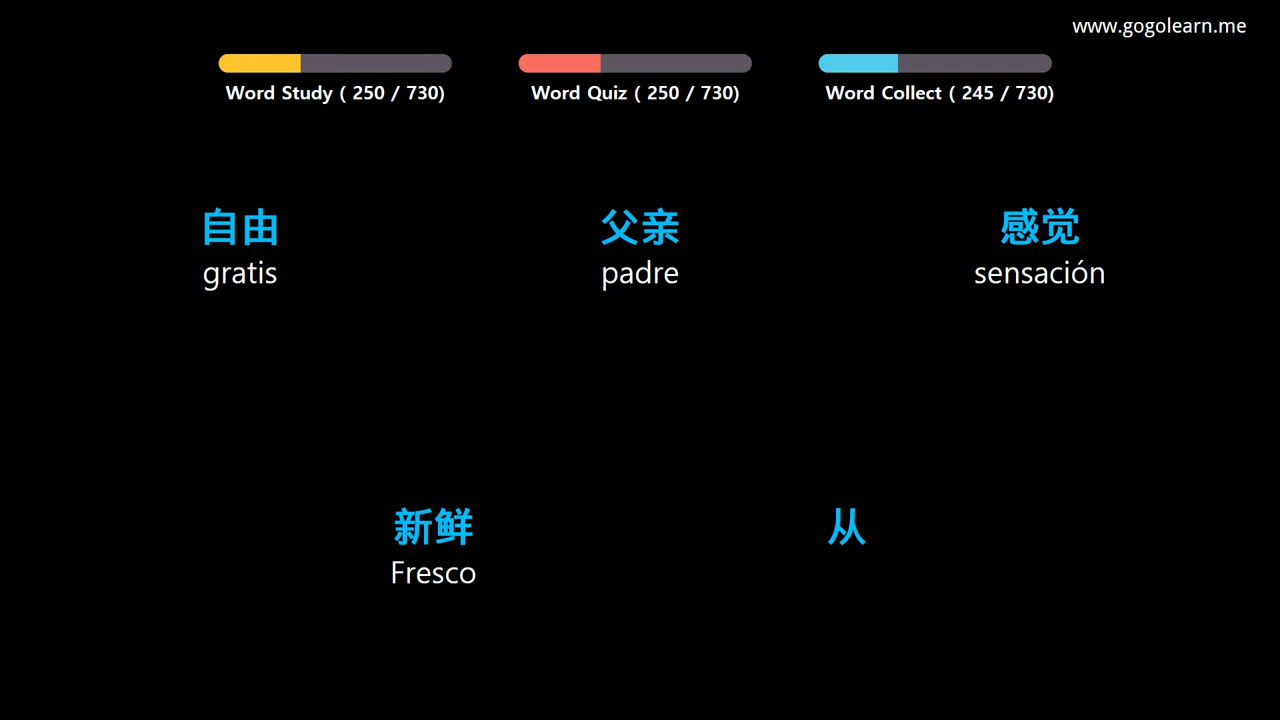 www.gogolearn.me
Word Study ( 250 / 730)
Word Quiz ( 250 / 730)
Word Collect ( 245 / 730)
自由
gratis
父亲
padre
感觉
sensación
新鲜
Fresco
从